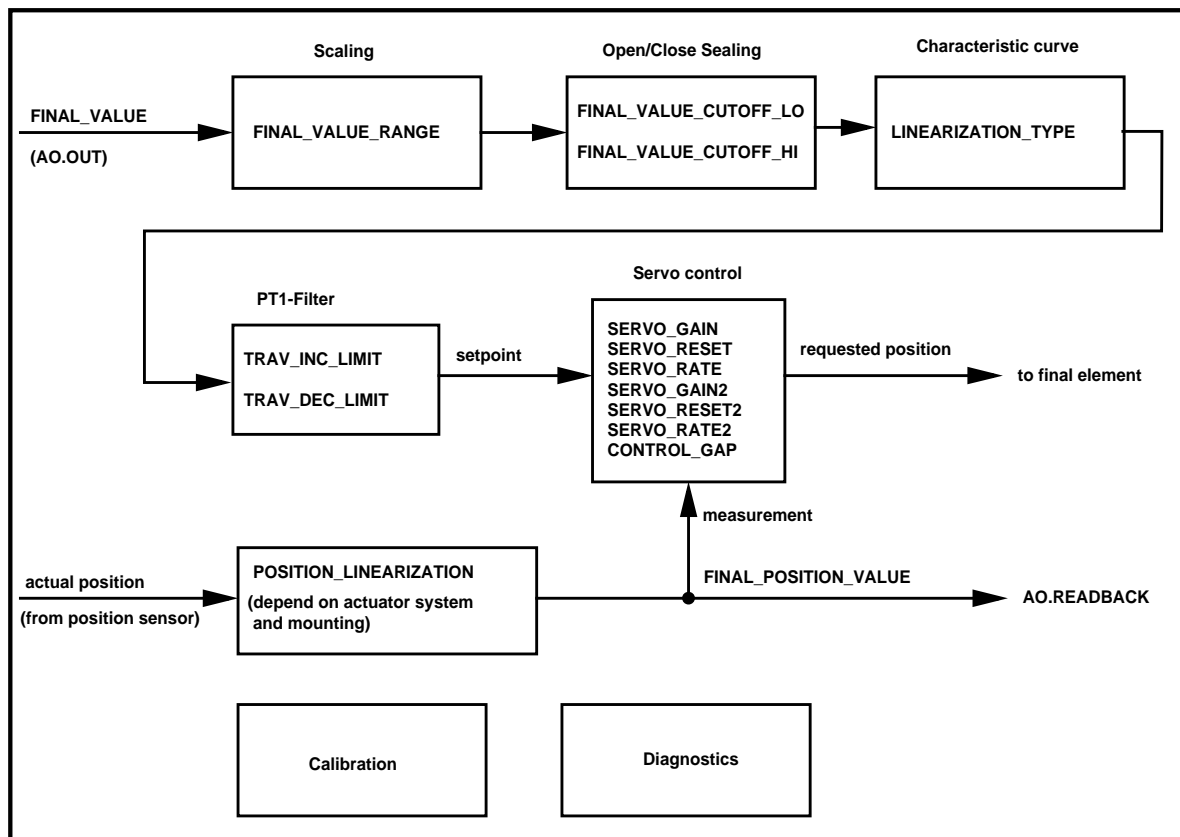 Scaling
Open/Close Sealing
Characteristic curve
FINAL_VALUE
(AO.OUT)
FINAL_VALUE_RANGE
FINAL_VALUE_CUTOFF_LO
FINAL_VALUE_CUTOFF_HI
LINEARIZATION_TYPE
PT1-Filter
TRAV_INC_LIMIT
TRAV_DEC_LIMIT
setpoint
Servo control
SERVO_GAIN
SERVO_RESET
SERVO_RATE
SERVO_GAIN2
SERVO_RESET2
SERVO_RATE2
CONTROL_GAP
requested position
to final element
measurement
actual position
(from position sensor)
POSITION_LINEARIZATION
(depend on actuator system
and mounting)
FINAL_POSITION_VALUE
AO.READBACK
Calibration
Diagnostics